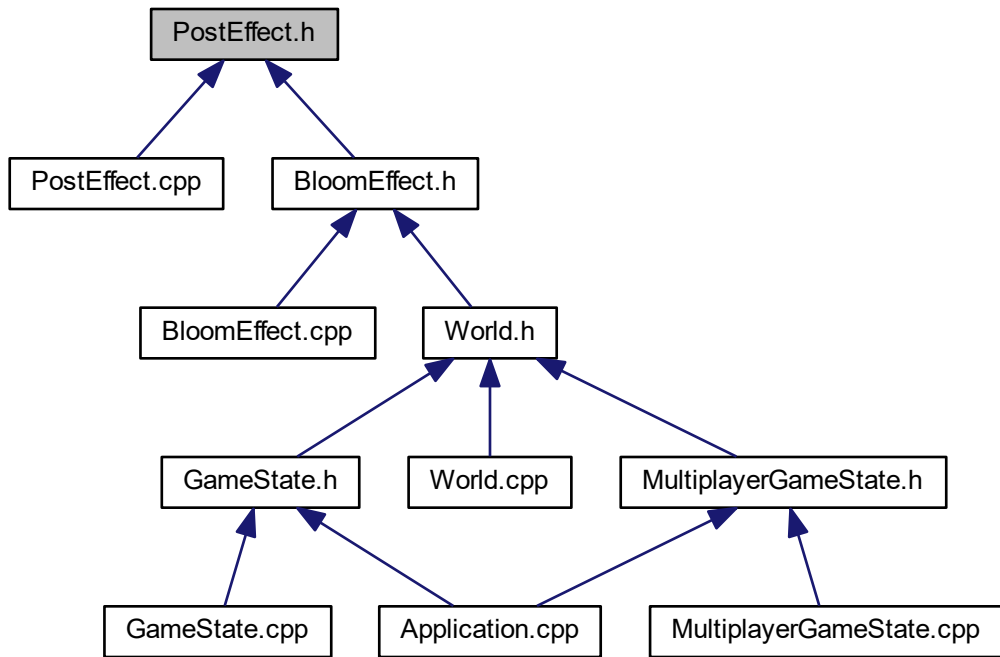 PostEffect.h
PostEffect.cpp
BloomEffect.h
BloomEffect.cpp
World.h
GameState.h
World.cpp
MultiplayerGameState.h
GameState.cpp
Application.cpp
MultiplayerGameState.cpp